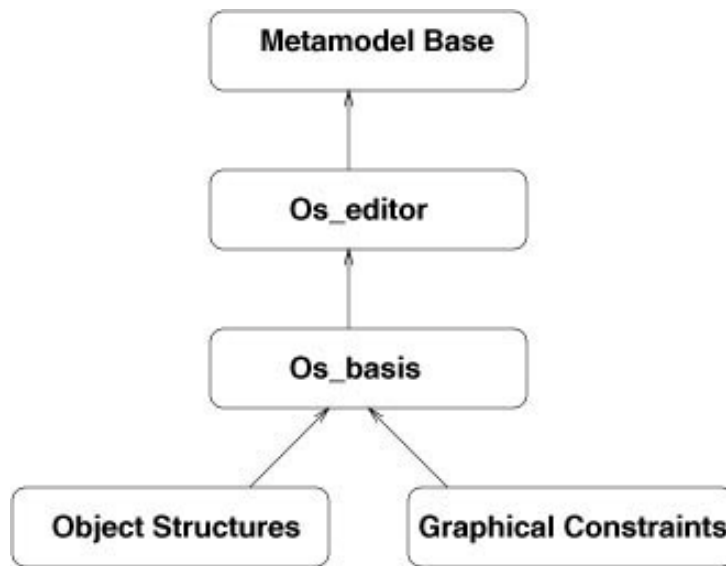 Metamodel Base
Os_editor
Os_basis
Object Structures
Graphical Constraints